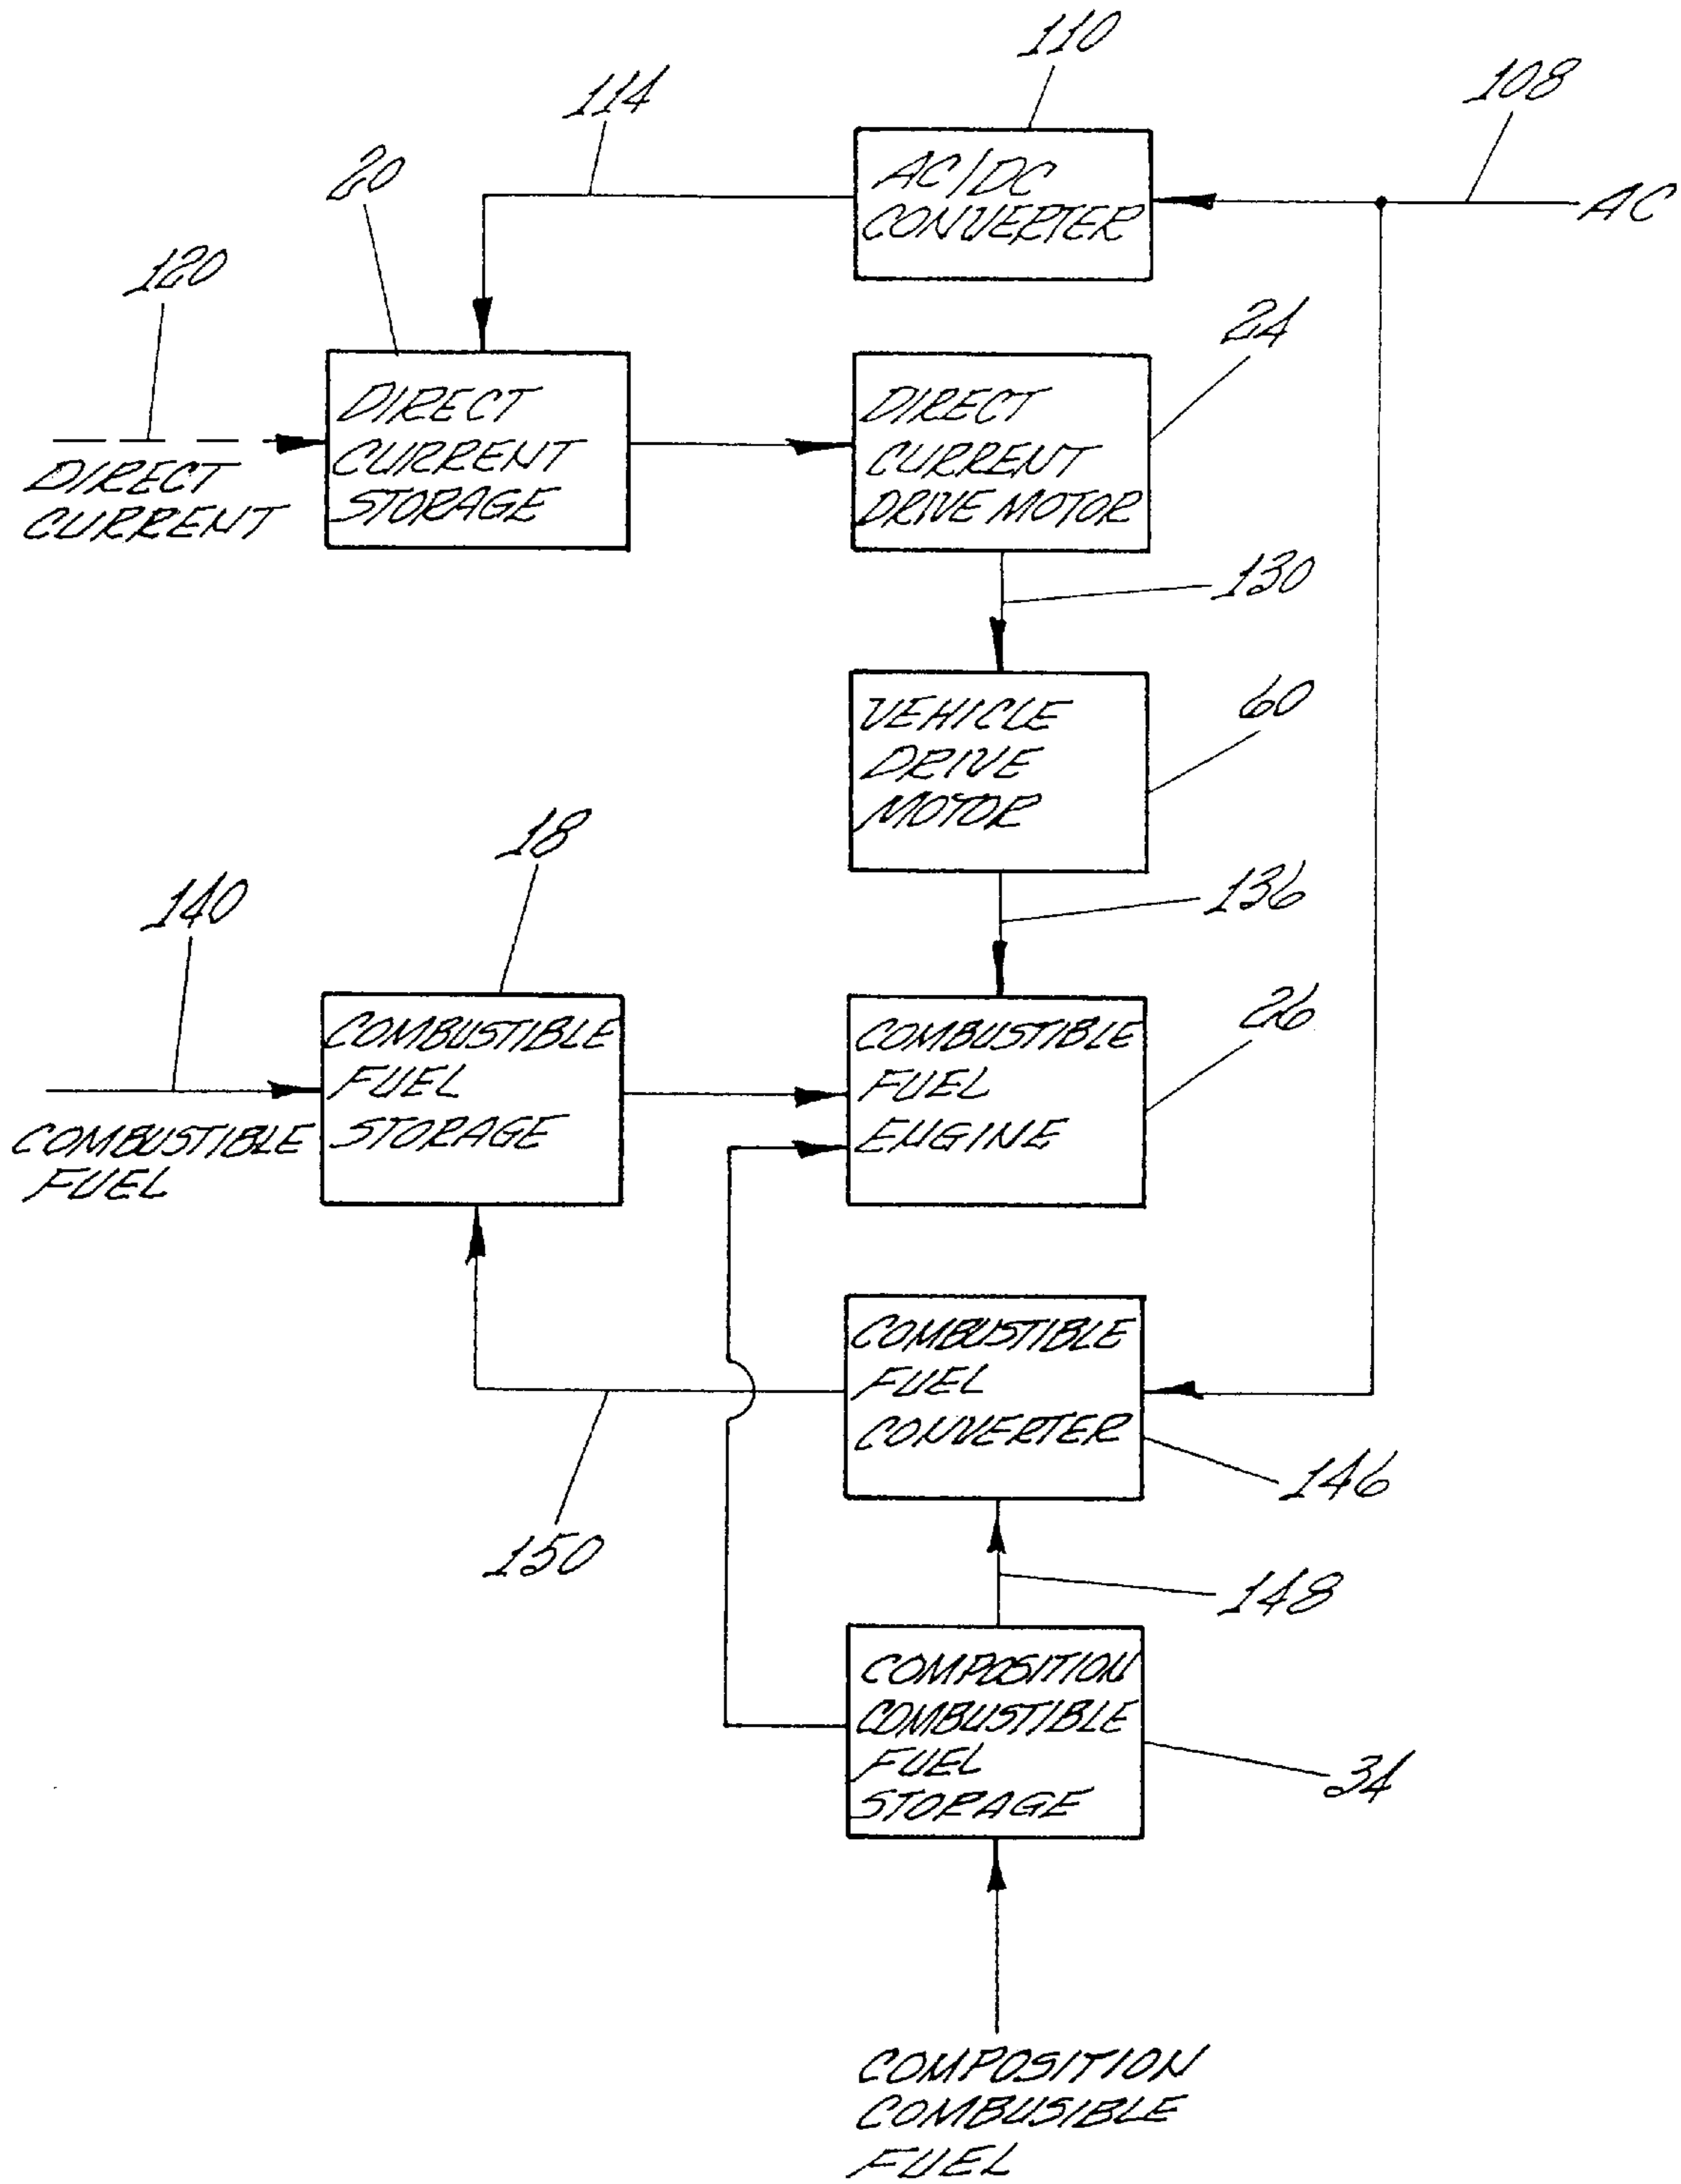 110
108
114
AC/DC
CONVERTER
AC
20
120
24
DIRECT
CURRENT
STORAGE
DIRECT
CURRENT
DRIVE MOTOR
DIRECT
CURRENT
130
VEHICLE
DRIVE
MOTOR
60
18
140
136
26
COMBUSTIBLE
FUEL
STORAGE
COMBUSTIBLE
FUEL
ENGINE
COMBUSTIBLE
FUEL
COMBUSTIBLE
FUEL
CONVERTER
146
150
148
COMPOSITION
COMBUSTIBLE
FUEL
STORAGE
34
COMPOSITION
COMBUSIBLE
FUEL